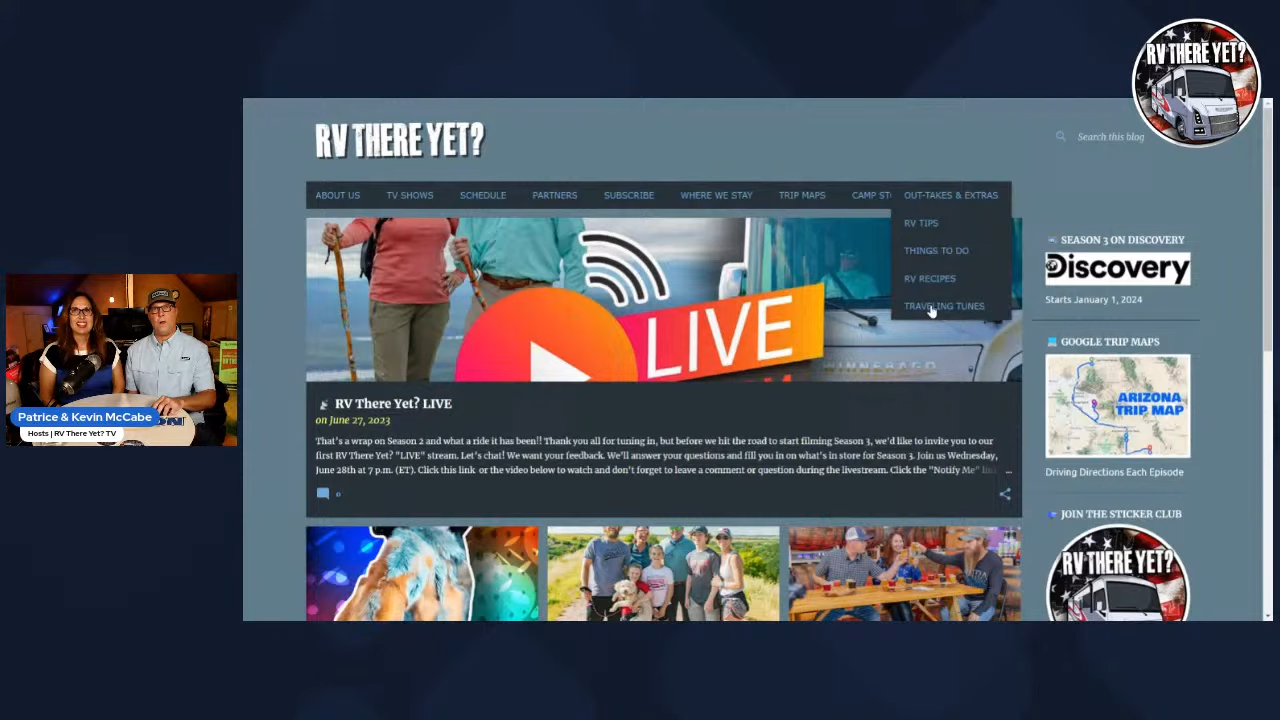 RV THERE YET?
RV THERE YET?
Search this blog
ABOUT US TV SHOWS SCHEDULE PARTNERS SUBSCRIBE WHERE WE STAY TRIP MAPS CAMP ST OUT-TAKES & EXTRAS
RV TIPS
THINGS TO DO
RV RECIPES
TRAVELING TUNES
LIVE
WINNEBAGO
RV There Yet? LIVE
on June 27, 2023
That's a wrap on Season 2 and what a ride it has been!! Thank you all for tuning in, but before we hit the road to start filming Season 3, we'd like to invite you to our
first RV There Yet? "LIVE" stream. Let's chat! We want your feedback. We'll answer your questions and fill you in on what's in store for Season 3. Join us Wednesday,
June 28th at 7 p.m. (ET). Click this link or the video below to watch and don't forget to leave a comment or question during the livestream. Click the "Notify Me" link ...
0
SEASON 3 ON DISCOVERY
Discovery
Starts January 1, 2024
GOOGLE TRIP MAPS
ARIZONA
TRIP MAP
Driving Directions Each Episode
JOIN THE STICKER CLUB
RV THERE YET?
Patrice & Kevin McCabe
Hosts | RV There Yet? TV